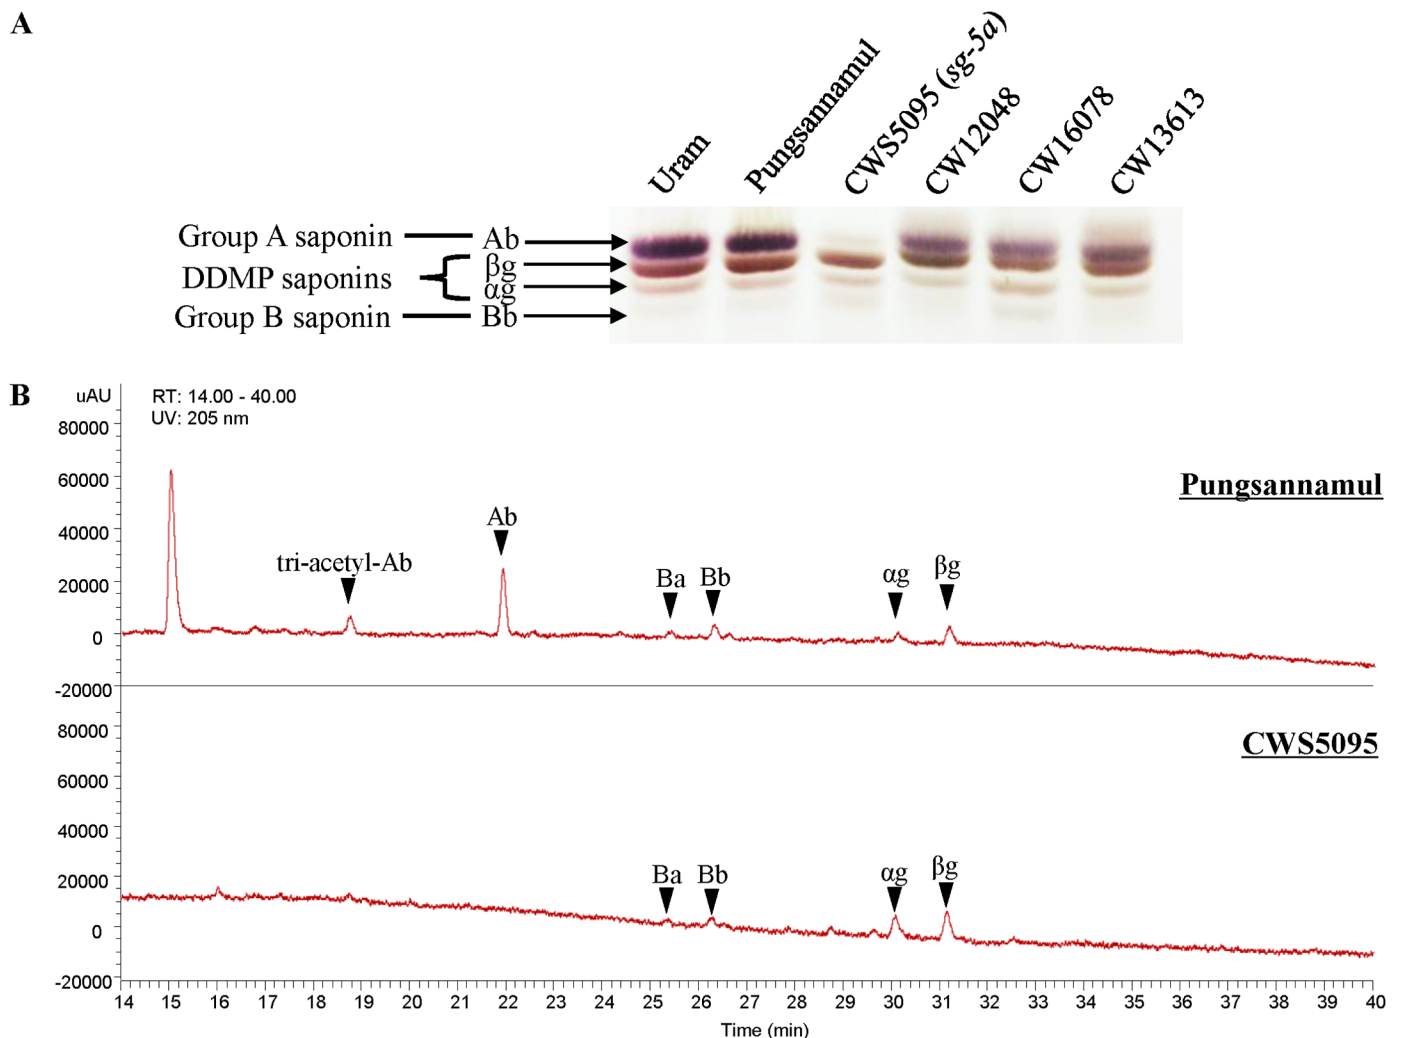 A
Uram
Pungsannamul
CWS5095 (sg-5a)
CW12048
CW16078
CW13613
Group A saponin
Ab
DDMP saponins
βg
αg
Group B saponin
Bb
B
uAU
RT: 14.00 - 40.00
UV: 205 nm
80000
60000
40000
20000
0
-20000
Pungsannamul
tri-acetyl-Ab
Ab
Ba
Bb
αg
βg
80000
60000
40000
20000
0
-20000
CWS5095
Ba
Bb
αg
βg
14 15 16 17 18 19 20 21 22 23 24 25 26 27 28 29 30 31 32 33 34 35 36 37 38 39 40
Time (min)